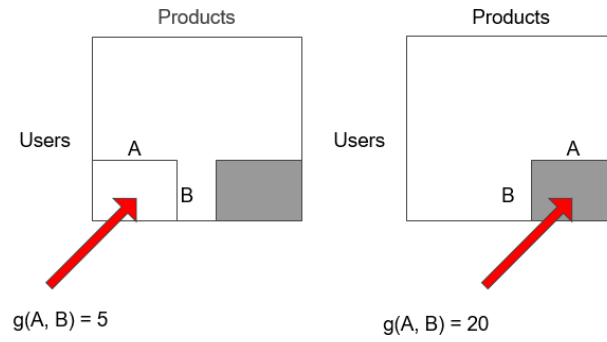 Products
Users
A
B
g(A, B) = 5
Products
Users
A
B
g(A, B) = 20